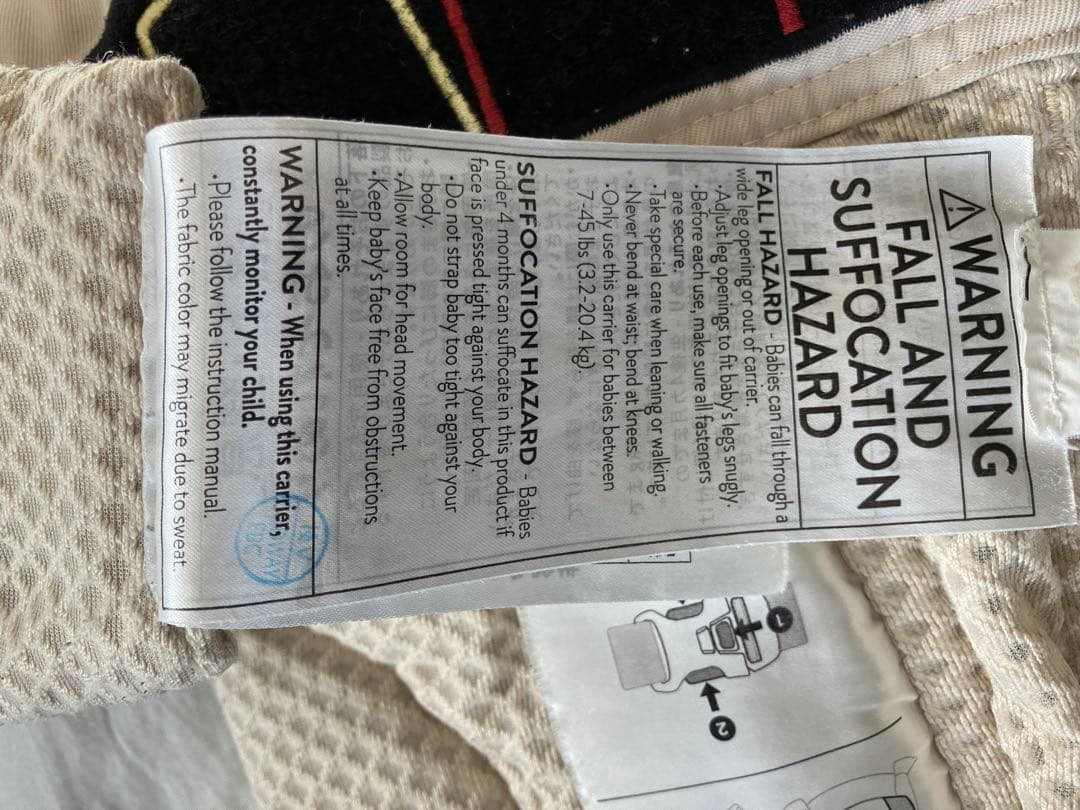 ⚠ WARNING
FALL AND
SUFFOCATION
HAZARD
FALL HAZARD - Babies can fall through a
wide leg opening or out of carrier.
•Adjust leg openings to fit baby's legs snugly.
•Before each use, make sure all fasteners
are secure.
•Take special care when leaning or walking.
•Never bend at waist; bend at knees.
•Only use this carrier for babies between
7-45 lbs (3.2-20.4 kg).
SUFFOCATION HAZARD - Babies
under 4 months can suffocate in this product if
face is pressed tight against your body.
•Do not strap baby too tight against your
body.
•Allow room for head movement.
•Keep baby's face free from obstructions
at all times.
WARNING - When using this carrier,
constantly monitor your child.
•Please follow the instruction manual.
•The fabric color may migrate due to sweat.
1
2